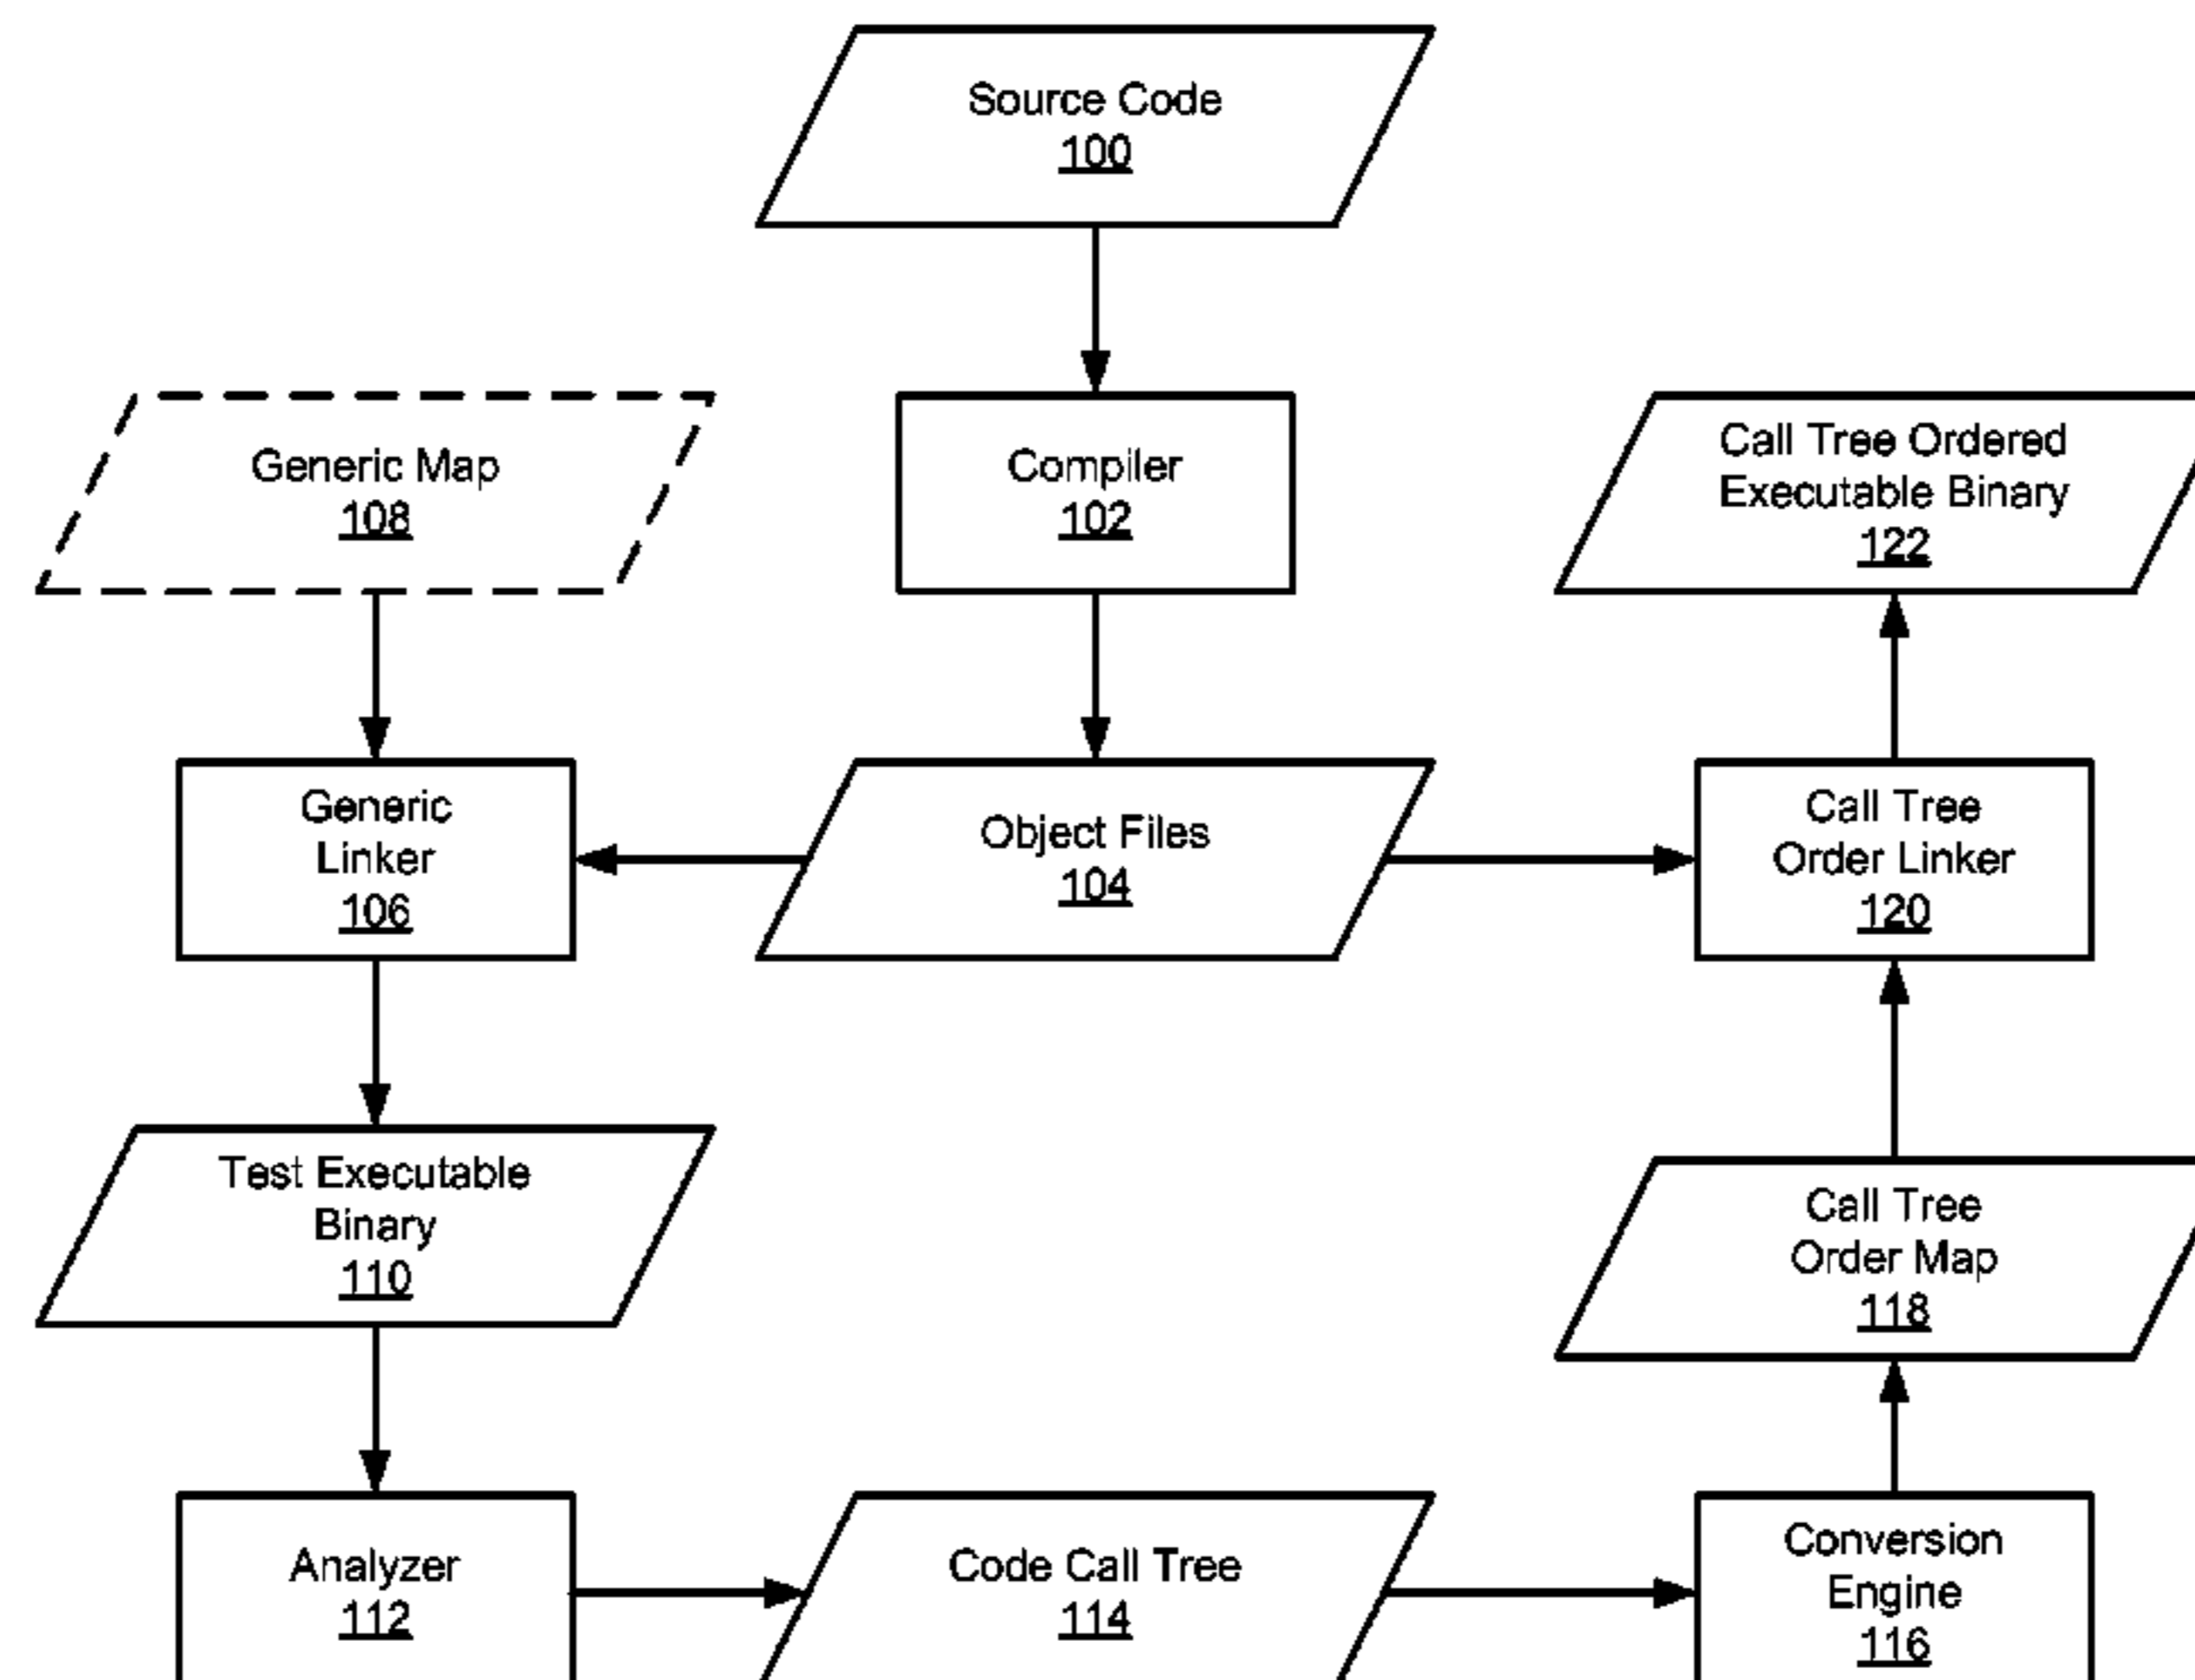 Source Code
100
Generic Map
108
Compiler
102
Call Tree Ordered
Executable Binary
122
Generic
Linker
106
Object Files
104
Call Tree
Order Linker
120
Test Executable
Binary
110
Call Tree
Order Map
118
Analyzer
112
Code Call Tree
114
Conversion
Engine
116